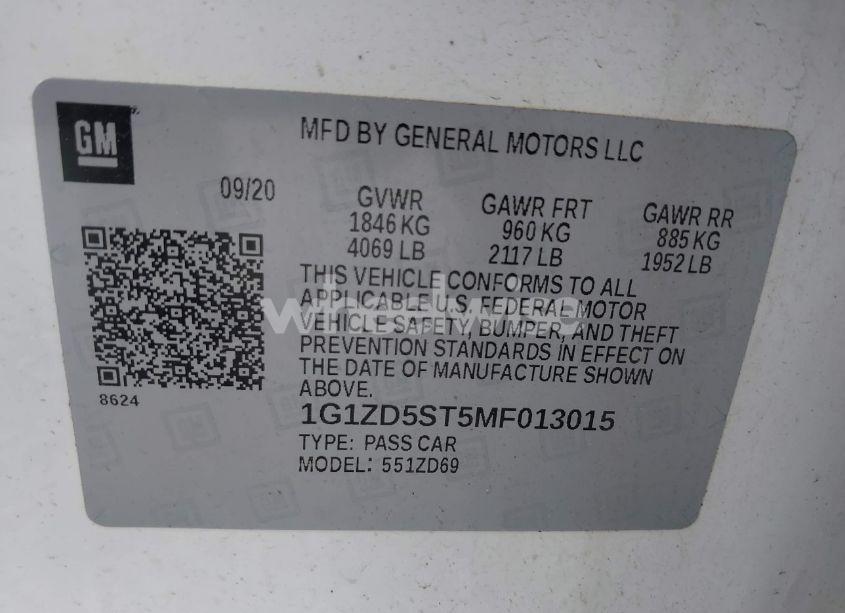 GM
MFD BY GENERAL MOTORS LLC
09/20
GVWR
1846 KG
4069 LB
GAWR FRT
960 KG
2117 LB
GAWR RR
885 KG
1952 LB
THIS VEHICLE CONFORMS TO ALL
APPLICABLE U.S. FEDERAL MOTOR
VEHICLE SAFETY, BUMPER, AND THEFT
PREVENTION STANDARDS IN EFFECT ON
THE DATE OF MANUFACTURE SHOWN
ABOVE.
8624
1G1ZD5ST5MF013015
TYPE: PASS CAR
MODEL: 551ZD69